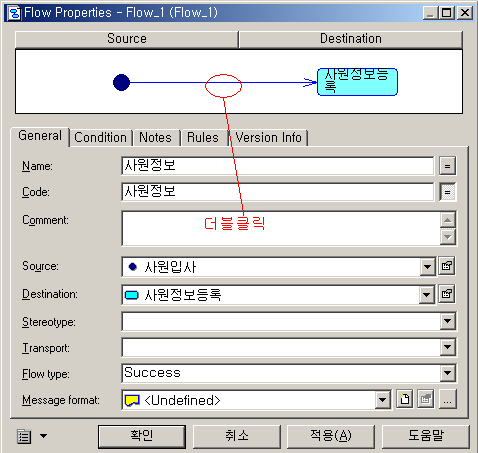 Flow Properties - Flow_1 (Flow_1)
Source Destination
사원정보등
록
General Condition Notes Rules Version Info
Name: 사원정보 =
Code: 사원정보 =
Comment:
더블클릭
Source: 사원입사
Destination: 사원정보등록
Stereotype:
Transport:
Flow type: Success
Message format: <Undefined> ...
확인 취소 적용(A) 도움말